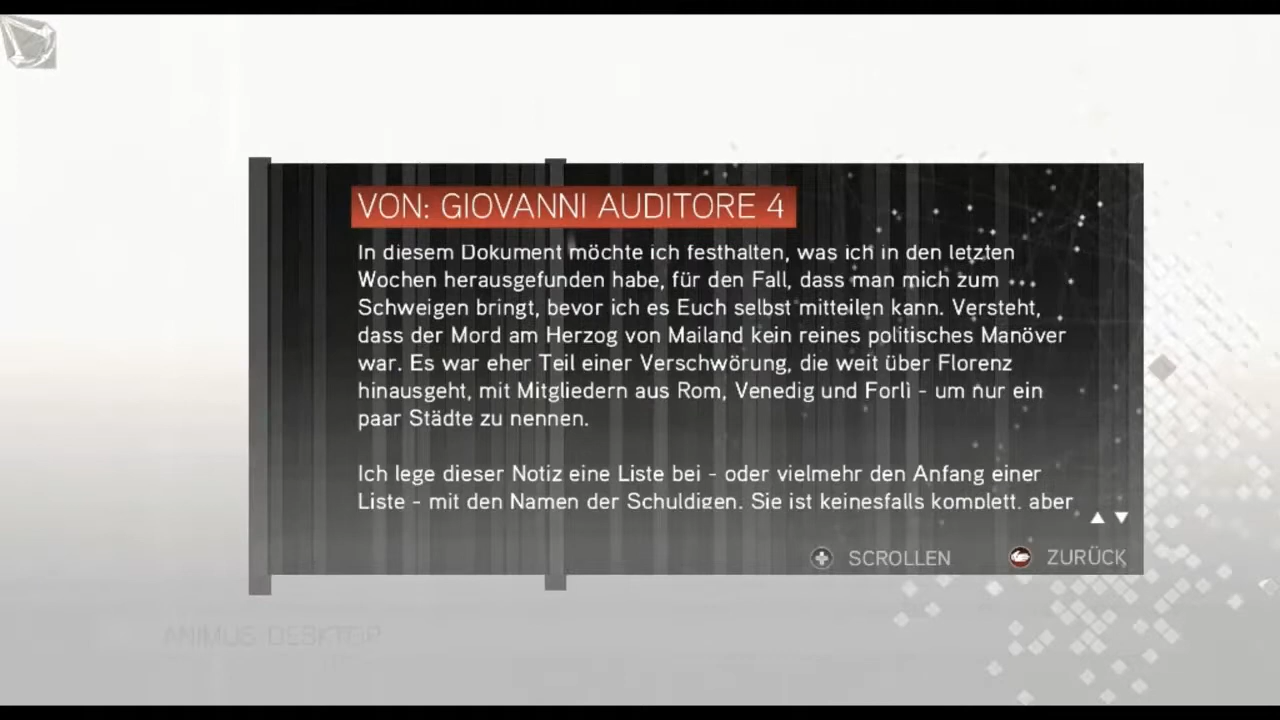 VON: GIOVANNI AUDITORE 4
In diesem Dokument möchte ich festhalten, was ich in den letzten
Wochen herausgefunden habe, für den Fall, dass man mich zum
Schweigen bringt, bevor ich es Euch selbst mitteilen kann. Versteht,
dass der Mord am Herzog von Mailand kein reines politisches Manöver
war. Es war eher Teil einer Verschwörung, die weit über Florenz
hinausgeht, mit Mitgliedern aus Rom, Venedig und Forlì - um nur ein
paar Städte zu nennen.
Ich lege dieser Notiz eine Liste bei - oder vielmehr den Anfang einer
Liste - mit den Namen der Schuldigen. Sie ist keinesfalls komplett, aber
SCROLLEN
ZURÜCK
ANIMUS DESKTOP